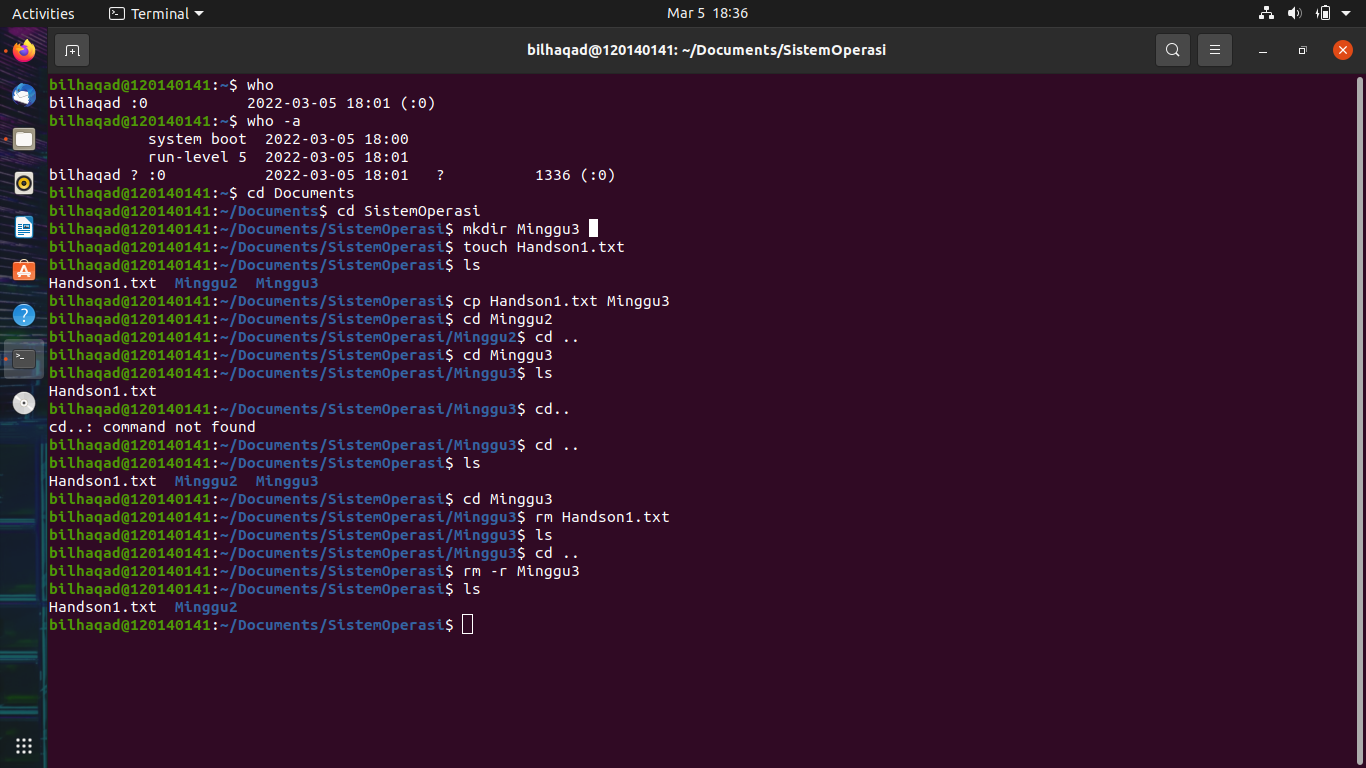 Activities Terminal Mar 5 18:36
bilhaqad@120140141: ~/Documents/SistemOperasi
bilhaqad@120140141:~$ who
bilhaqad :0           2022-03-05 18:01 (:0)
bilhaqad@120140141:~$ who -a
           system boot  2022-03-05 18:00
           run-level 5  2022-03-05 18:01
bilhaqad ? :0           2022-03-05 18:01   ?          1336 (:0)
bilhaqad@120140141:~$ cd Documents
bilhaqad@120140141:~/Documents$ cd SistemOperasi
bilhaqad@120140141:~/Documents/SistemOperasi$ mkdir Minggu3
bilhaqad@120140141:~/Documents/SistemOperasi$ touch Handson1.txt
bilhaqad@120140141:~/Documents/SistemOperasi$ ls
Handson1.txt  Minggu2  Minggu3
bilhaqad@120140141:~/Documents/SistemOperasi$ cp Handson1.txt Minggu3
bilhaqad@120140141:~/Documents/SistemOperasi$ cd Minggu2
bilhaqad@120140141:~/Documents/SistemOperasi/Minggu2$ cd ..
bilhaqad@120140141:~/Documents/SistemOperasi$ cd Minggu3
bilhaqad@120140141:~/Documents/SistemOperasi/Minggu3$ ls
Handson1.txt
bilhaqad@120140141:~/Documents/SistemOperasi/Minggu3$ cd..
cd..: command not found
bilhaqad@120140141:~/Documents/SistemOperasi/Minggu3$ cd ..
bilhaqad@120140141:~/Documents/SistemOperasi$ ls
Handson1.txt  Minggu2  Minggu3
bilhaqad@120140141:~/Documents/SistemOperasi$ cd Minggu3
bilhaqad@120140141:~/Documents/SistemOperasi/Minggu3$ rm Handson1.txt
bilhaqad@120140141:~/Documents/SistemOperasi/Minggu3$ ls
bilhaqad@120140141:~/Documents/SistemOperasi/Minggu3$ cd ..
bilhaqad@120140141:~/Documents/SistemOperasi$ rm -r Minggu3
bilhaqad@120140141:~/Documents/SistemOperasi$ ls
Handson1.txt  Minggu2
bilhaqad@120140141:~/Documents/SistemOperasi$